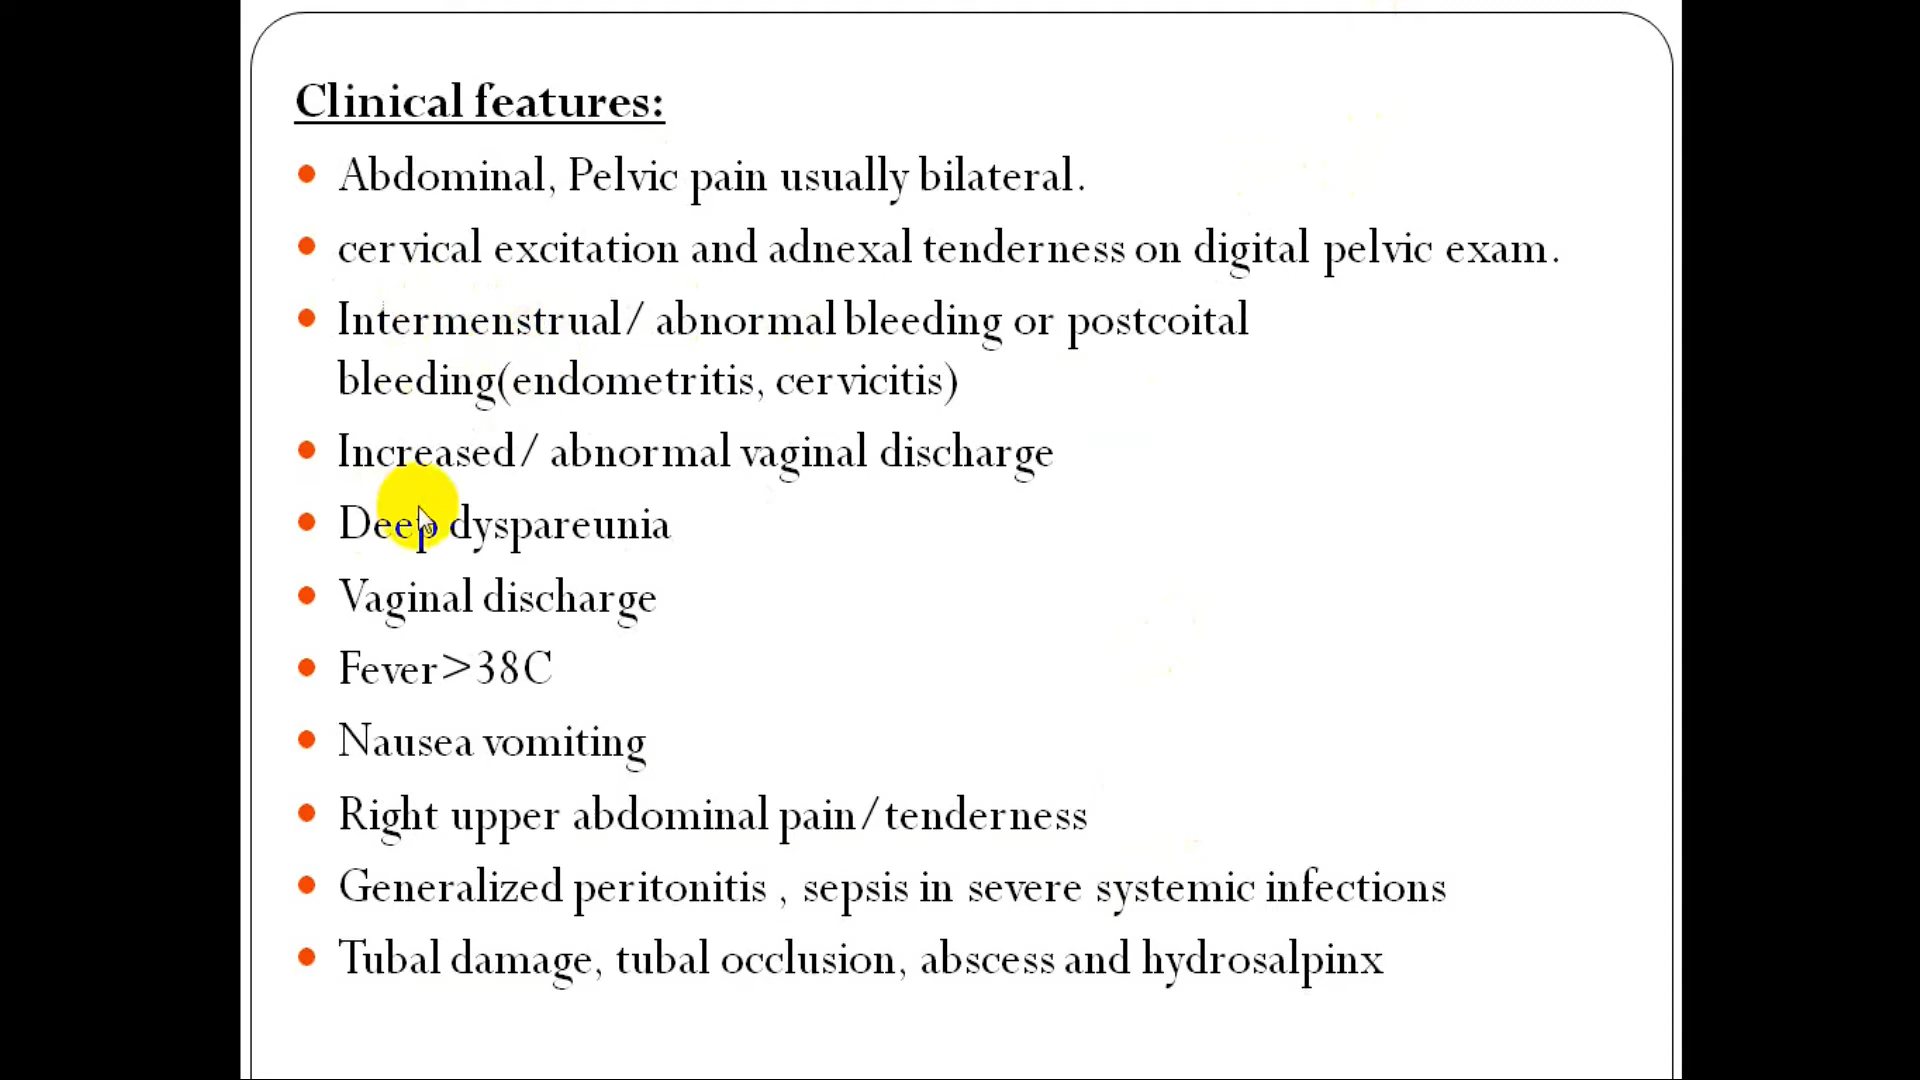 Clinical features:
Abdominal, Pelvic pain usually bilateral.
cervical excitation and adnexal tenderness on digital pelvic exam.
Intermenstrual/ abnormal bleeding or postcoital
bleeding(endometritis, cervicitis)
Increased/ abnormal vaginal discharge
Deep dyspareunia
Vaginal discharge
Fever>38C
Nausea vomiting
Right upper abdominal pain/tenderness
Generalized peritonitis , sepsis in severe systemic infections
Tubal damage, tubal occlusion, abscess and hydrosalpinx